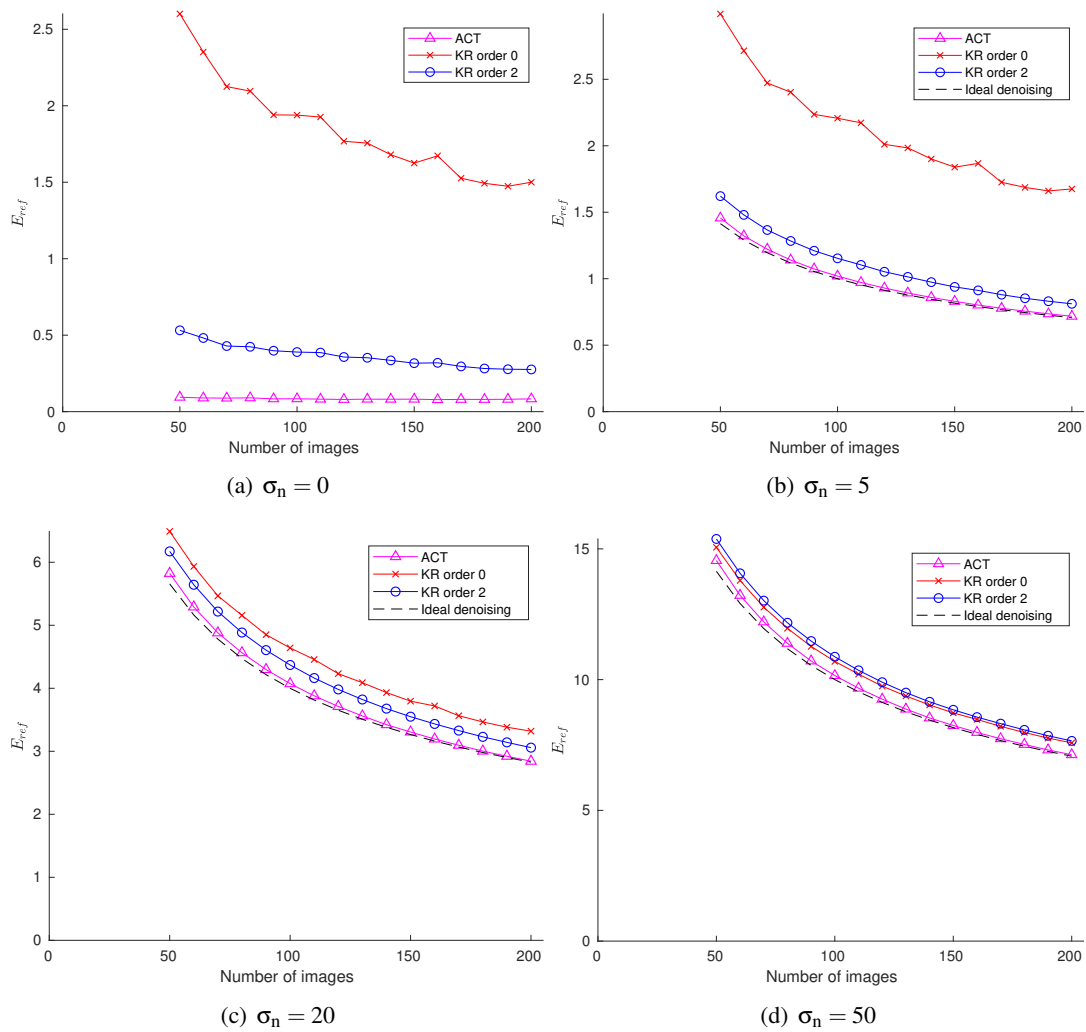 E_ref
2.5
2
1.5
1
0.5
0
0
50
100
150
200
Number of images
ACT
KR order 0
KR order 2
(a) σn = 0
E_ref
2.5
2
1.5
1
0.5
0
0
50
100
150
200
Number of images
ACT
KR order 0
KR order 2
Ideal denoising
(b) σn = 5
E_ref
6
5
4
3
2
1
0
0
50
100
150
200
Number of images
ACT
KR order 0
KR order 2
Ideal denoising
(c) σn = 20
E_ref
15
10
5
0
0
50
100
150
200
Number of images
ACT
KR order 0
KR order 2
Ideal denoising
(d) σn = 50